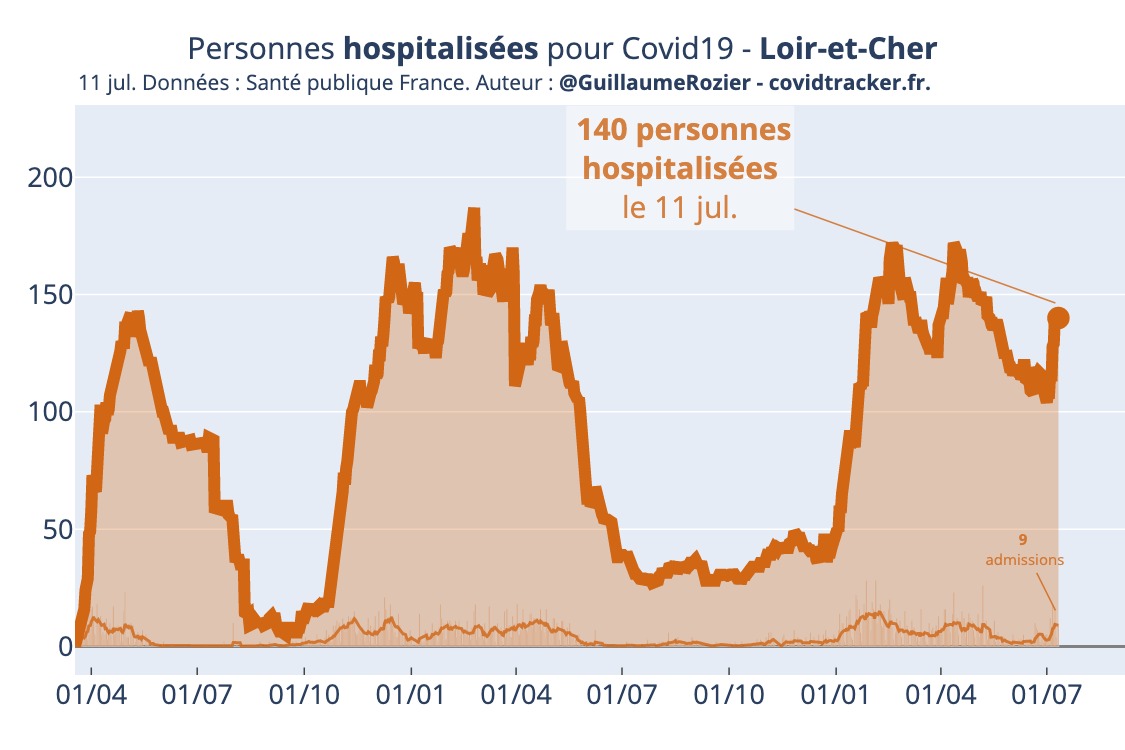 Personnes hospitalisées pour Covid19 - Loir-et-Cher
11 jul. Données : Santé publique France. Auteur : @GuillaumeRozier - covidtracker.fr.
140 personnes
hospitalisées
le 11 jul.
200
150
100
50
0
9
admissions
01/04 01/07 01/10 01/01 01/04 01/07 01/10 01/01 01/04 01/07